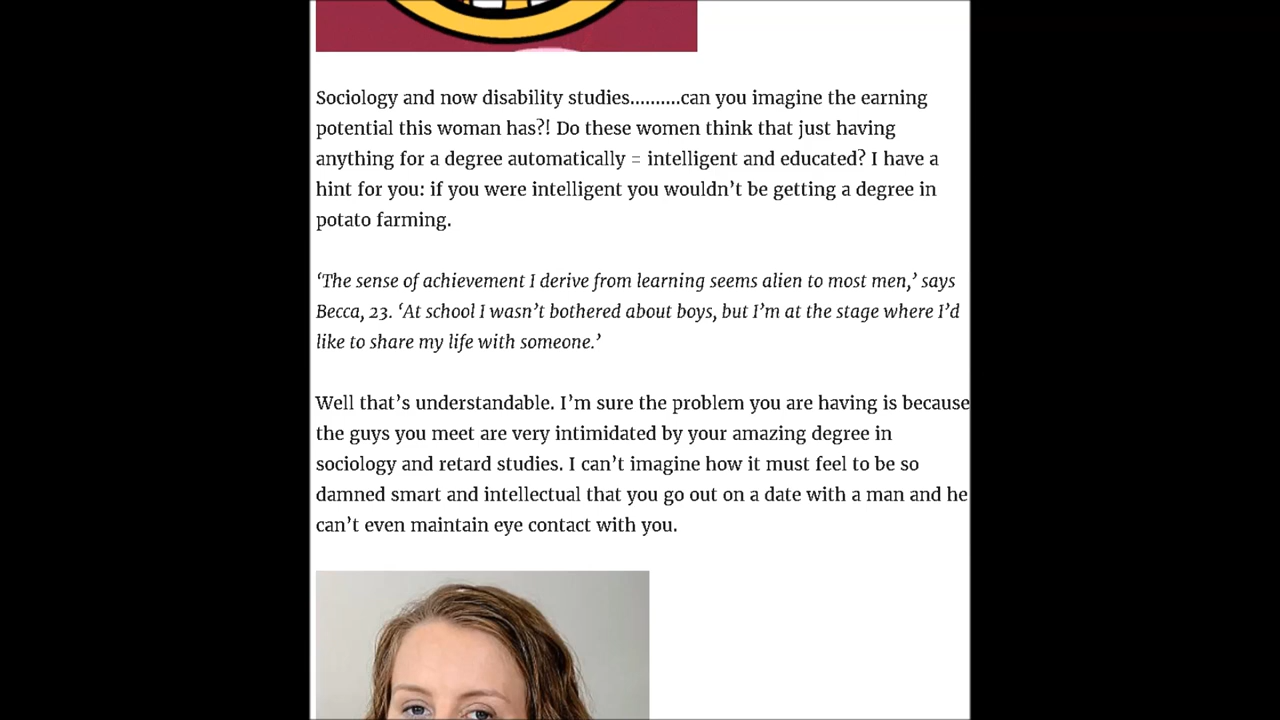 Sociology and now disability studies..........can you imagine the earning
potential this woman has?! Do these women think that just having
anything for a degree automatically = intelligent and educated? I have a
hint for you: if you were intelligent you wouldn’t be getting a degree in
potato farming.
‘The sense of achievement I derive from learning seems alien to most men,’ says
Becca, 23. ‘At school I wasn’t bothered about boys, but I’m at the stage where I’d
like to share my life with someone.’
Well that’s understandable. I’m sure the problem you are having is because
the guys you meet are very intimidated by your amazing degree in
sociology and retard studies. I can’t imagine how it must feel to be so
damned smart and intellectual that you go out on a date with a man and he
can’t even maintain eye contact with you.